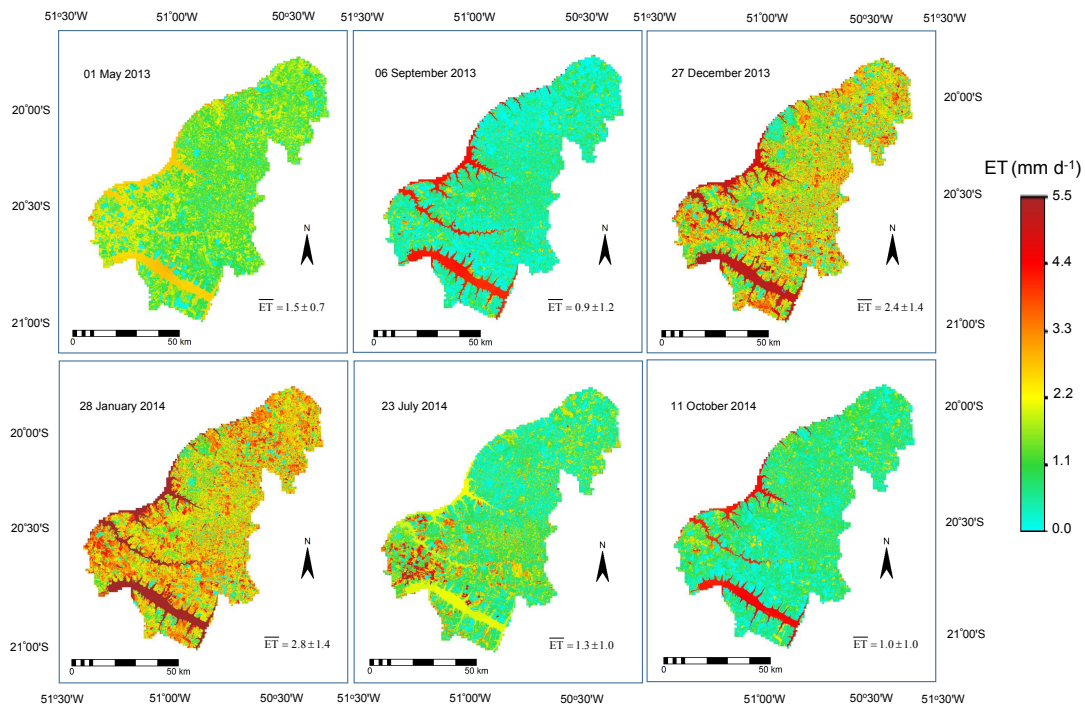 51°30'W 51°00'W 50°30'W 51°30'W 51°00'W 50°30'W 51°30'W 51°00'W 50°30'W 51°30'W
01 May 2013
06 September 2013
27 December 2013
20°00'S
20°30'S
21°00'S
20°00'S
20°30'S
21°00'S
N
N
N
ET = 1.5 ± 0.7
ET = 0.9 ± 1.2
ET = 2.4 ± 1.4
0 50 km
0 50 km
0 50 km
ET (mm d-1)
5.5
4.4
3.3
2.2
1.1
0.0
28 January 2014
23 July 2014
11 October 2014
20°00'S
20°30'S
21°00'S
20°00'S
20°30'S
21°00'S
N
N
N
ET = 2.8 ± 1.4
ET = 1.3 ± 1.0
ET = 1.0 ± 1.0
0 50 km
0 50 km
0 50 km
51°30'W 51°00'W 50°30'W 51°30'W 51°00'W 50°30'W 51°00'W 50°30'W 51°30'W